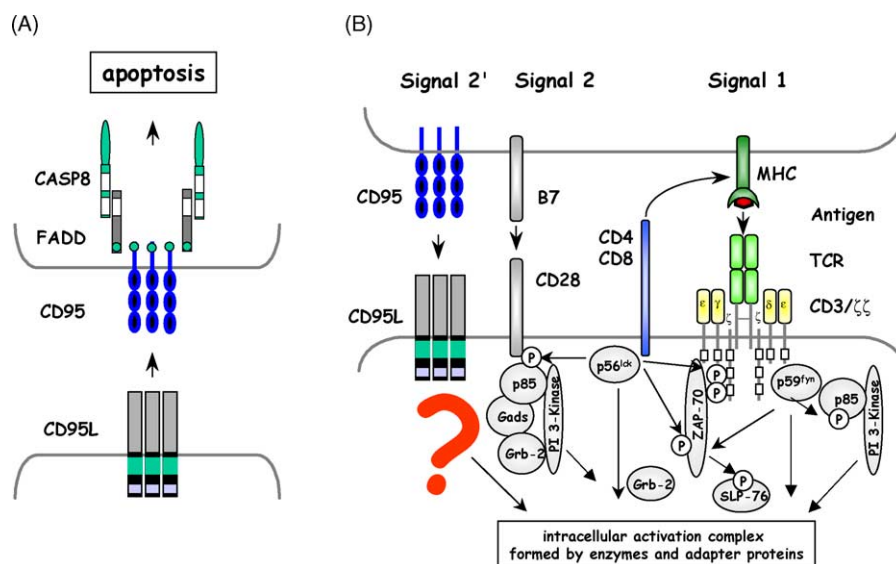 (A)
apoptosis
CASP8
FADD
CD95
CD95L
(B)
Signal 2' Signal 2 Signal 1
CD95
B7
MHC
Antigen
CD4
CD8
TCR
CD28
CD3/ζζ
CD95L
ε γ ζ ζ δ ε
P
p56lck
p85
Gads
Grb-2
PI 3-Kinase
P
P
ZAP-70
P
p59fyn
p85
P
PI 3-Kinase
?
Grb-2
P
SLP-76
intracellular activation complex
formed by enzymes and adapter proteins